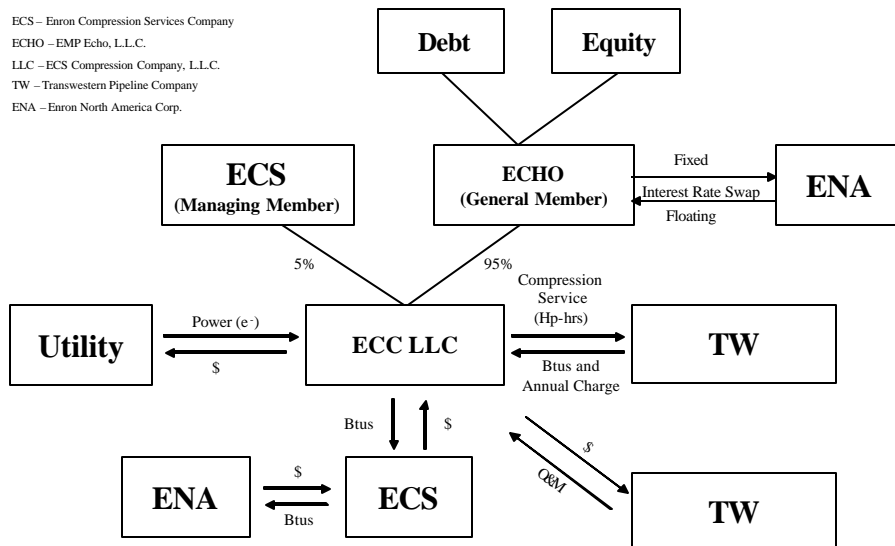 ECS – Enron Compression Services Company
ECHO – EMP Echo, L.L.C.
LLC – ECS Compression Company, L.L.C.
TW – Transwestern Pipeline Company
ENA – Enron North America Corp.
Debt
Equity
ECS
(Managing Member)
ECHO
(General Member)
Fixed
Interest Rate Swap
Floating
ENA
5%
95%
Utility
Power (e-)
$
ECC LLC
Compression
Service
(Hp-hrs)
Btus and
Annual Charge
TW
Btus
$
ENA
$
Btus
ECS
$
O&M
TW